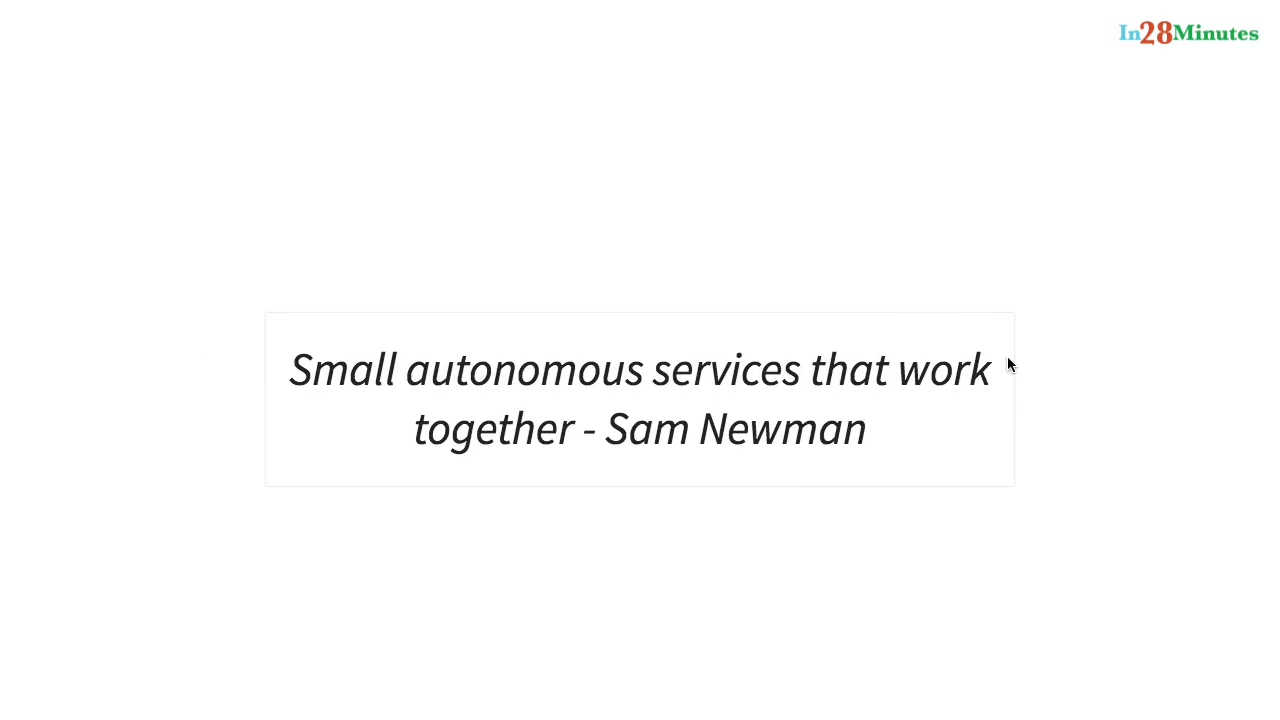 In28Minutes
Small autonomous services that work
together - Sam Newman